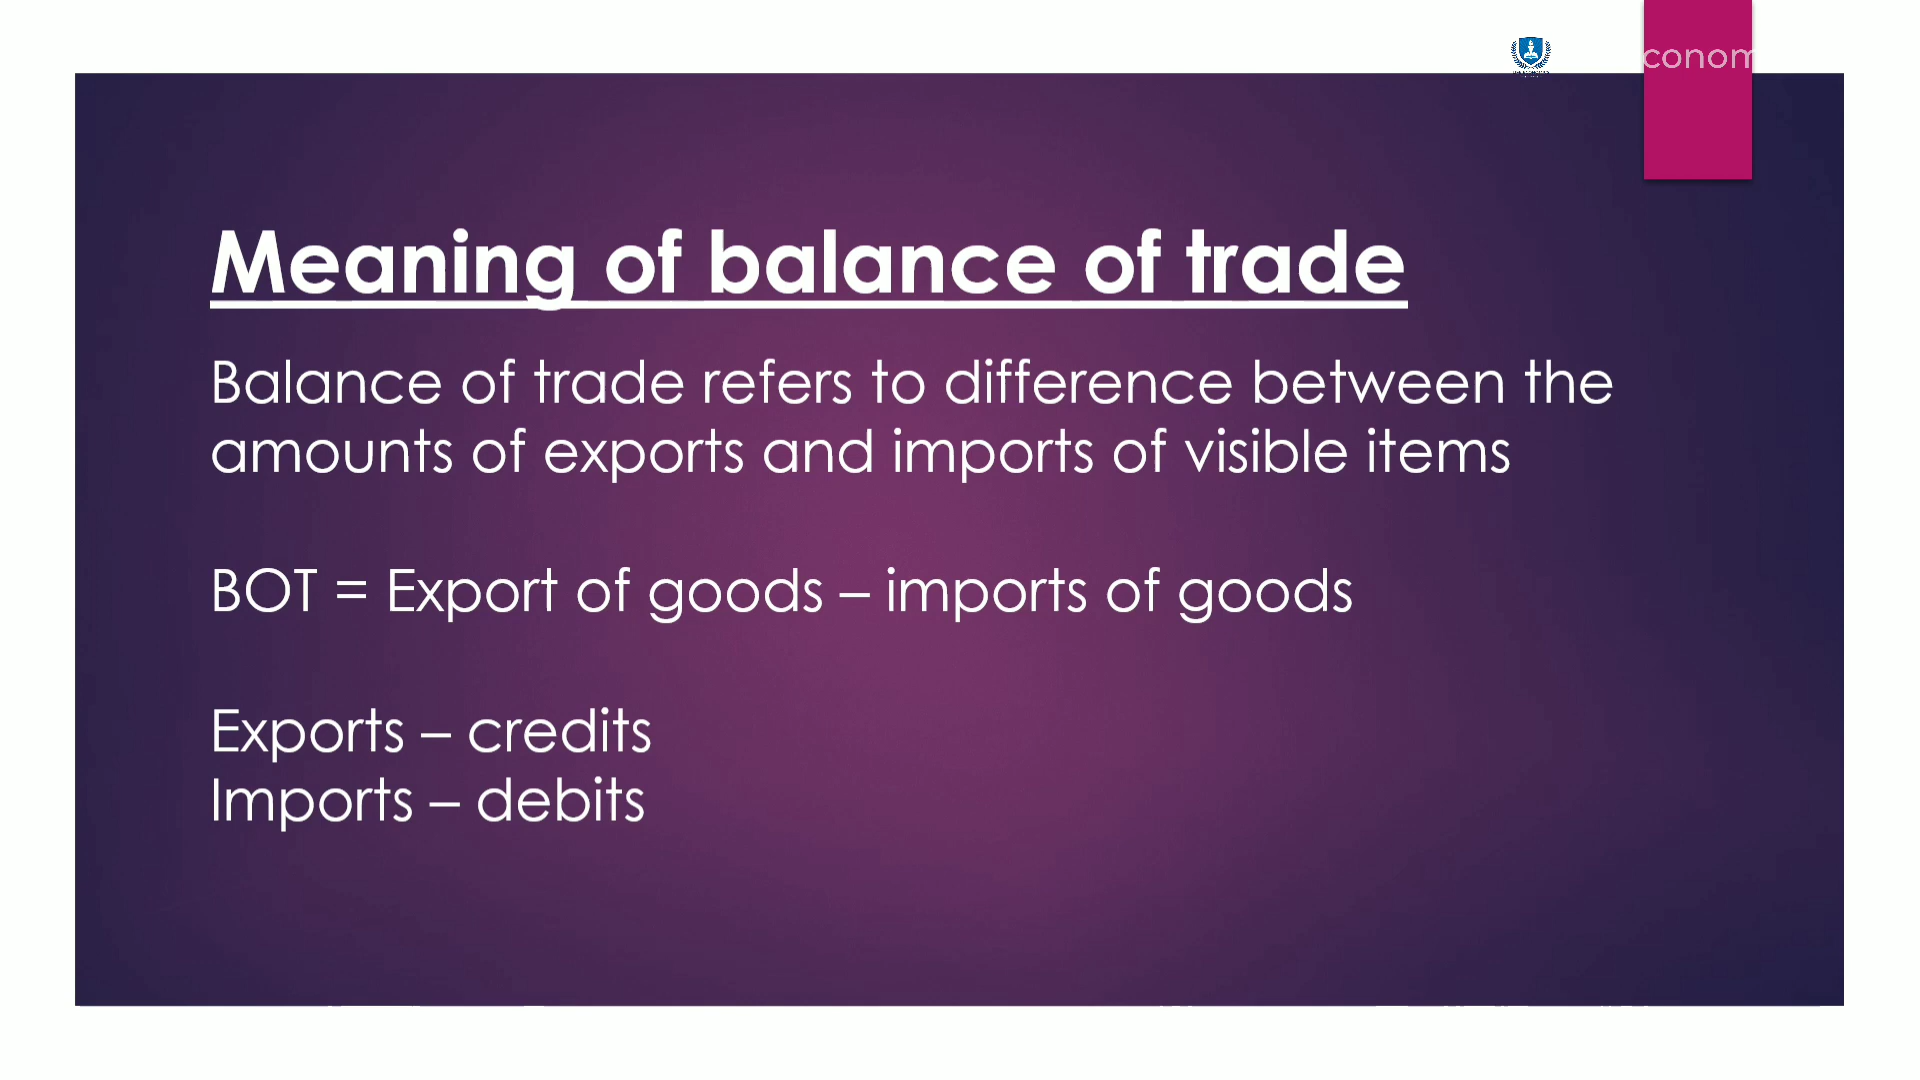 conom
Meaning of balance of trade
Balance of trade refers to difference between the
amounts of exports and imports of visible items
BOT = Export of goods – imports of goods
Exports – credits
Imports – debits